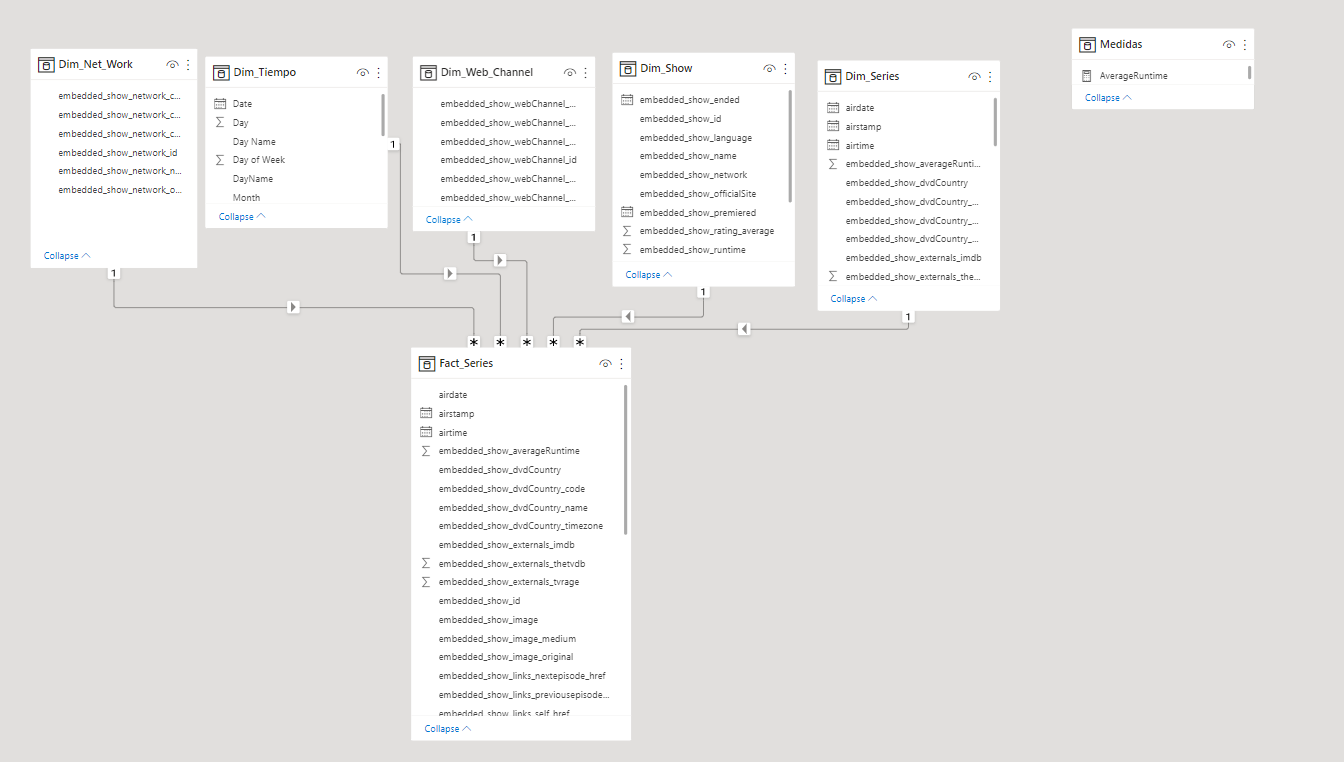 Dim_Net_Work
embedded_show_network_c...
embedded_show_network_c...
embedded_show_network_c...
embedded_show_network_id
embedded_show_network_n...
embedded_show_network_o...
Collapse
1
Dim_Tiempo
Date
Day
Day Name
Day of Week
DayName
Month
Collapse
1
Dim_Web_Channel
embedded_show_webChannel_...
embedded_show_webChannel_...
embedded_show_webChannel_...
embedded_show_webChannel_id
embedded_show_webChannel_...
embedded_show_webChannel_...
Collapse
1
Dim_Show
embedded_show_ended
embedded_show_id
embedded_show_language
embedded_show_name
embedded_show_network
embedded_show_officialSite
embedded_show_premiered
embedded_show_rating_average
embedded_show_runtime
Collapse
1
Dim_Series
airdate
airstamp
airtime
embedded_show_averageRunti...
embedded_show_dvdCountry
embedded_show_dvdCountry_...
embedded_show_dvdCountry_...
embedded_show_dvdCountry_...
embedded_show_externals_imdb
embedded_show_externals_the...
Collapse
1
Medidas
AverageRuntime
Collapse
* * * * *
Fact_Series
airdate
airstamp
airtime
embedded_show_averageRuntime
embedded_show_dvdCountry
embedded_show_dvdCountry_code
embedded_show_dvdCountry_name
embedded_show_dvdCountry_timezone
embedded_show_externals_imdb
embedded_show_externals_thetvdb
embedded_show_externals_tvrage
embedded_show_id
embedded_show_image
embedded_show_image_medium
embedded_show_image_original
embedded_show_links_nextepisode_href
embedded_show_links_previousepisode...
embedded_show_links_self_href
Collapse